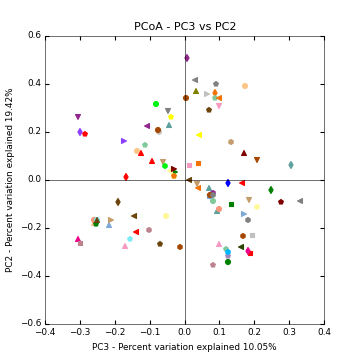 PCoA - PC3 vs PC2
0.6
0.4
0.2
0.0
−0.2
−0.4
−0.6
PC2 - Percent variation explained 19.42%
−0.4 −0.3 −0.2 −0.1 0.0 0.1 0.2 0.3 0.4
PC3 - Percent variation explained 10.05%